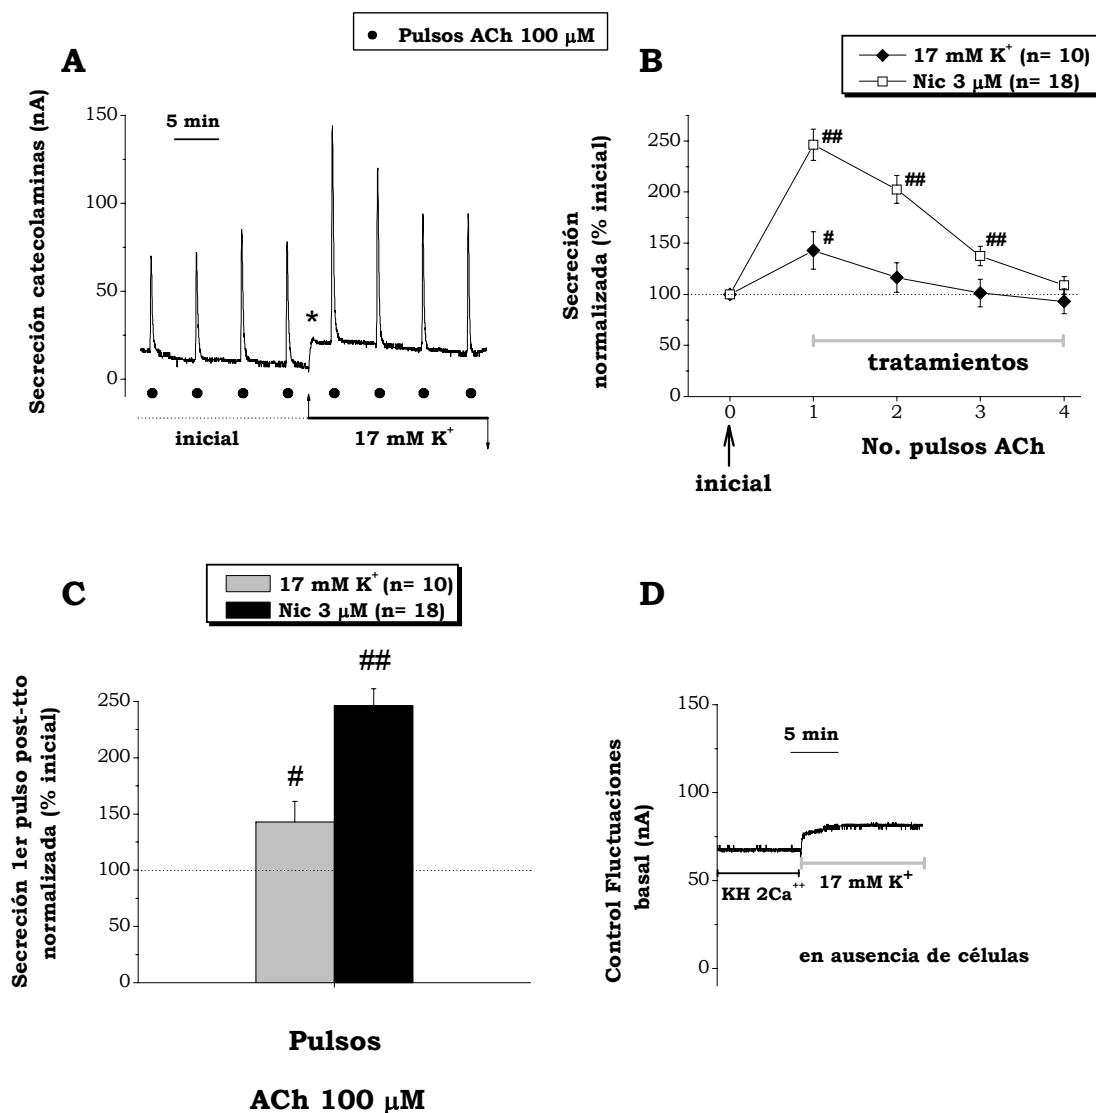 Pulsos ACh 100 μM
A
Secreción catecolaminas (nA)
150
100
50
0
5 min
*
inicial
17 mM K⁺
B
17 mM K⁺ (n= 10)
Nic 3 μM (n= 18)
Secreción
normalizada (% inicial)
250
200
150
100
50
0
##
##
##
#
tratamientos
0 1 2 3 4
No. pulsos ACh
inicial
C
17 mM K⁺ (n= 10)
Nic 3 μM (n= 18)
Secreción 1er pulso post-tto
normalizada (% inicial)
250
200
150
100
50
0
#
##
Pulsos
ACh 100 μM
D
Control Fluctuaciones
basal (nA)
150
100
50
0
5 min
KH 2Ca⁺⁺
17 mM K⁺
en ausencia de células